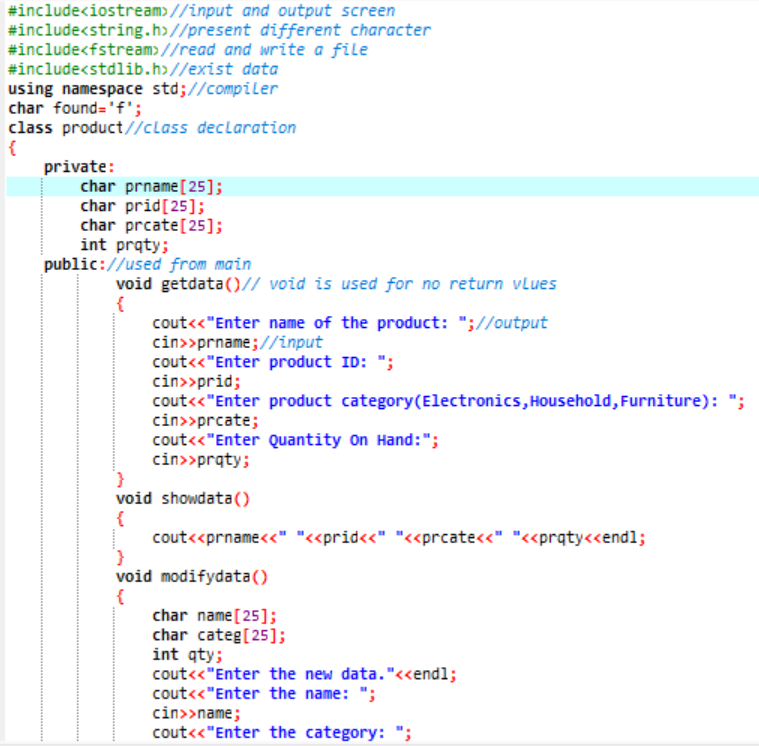 #include<iostream>//input and output screen
#include<string.h>//present different character
#include<fstream>//read and write a file
#include<stdlib.h>//exist data
using namespace std;//compiler
char found='f';
class product//class declaration
{
private:
char prname[25];
char prid[25];
char prcate[25];
int prqty;
public://used from main
void getdata()// void is used for no return vlues
{
cout<<"Enter name of the product: ";//output
cin>>prname;//input
cout<<"Enter product ID: ";
cin>>prid;
cout<<"Enter product category(Electronics,Household,Furniture): ";
cin>>prcate;
cout<<"Enter Quantity On Hand:";
cin>>prqty;
}
void showdata()
{
cout<<prname<<" "<<prid<<" "<<prcate<<" "<<prqty<<endl;
}
void modifydata()
{
char name[25];
char categ[25];
int qty;
cout<<"Enter the new data."<<endl;
cout<<"Enter the name: ";
cin>>name;
cout<<"Enter the category: ";